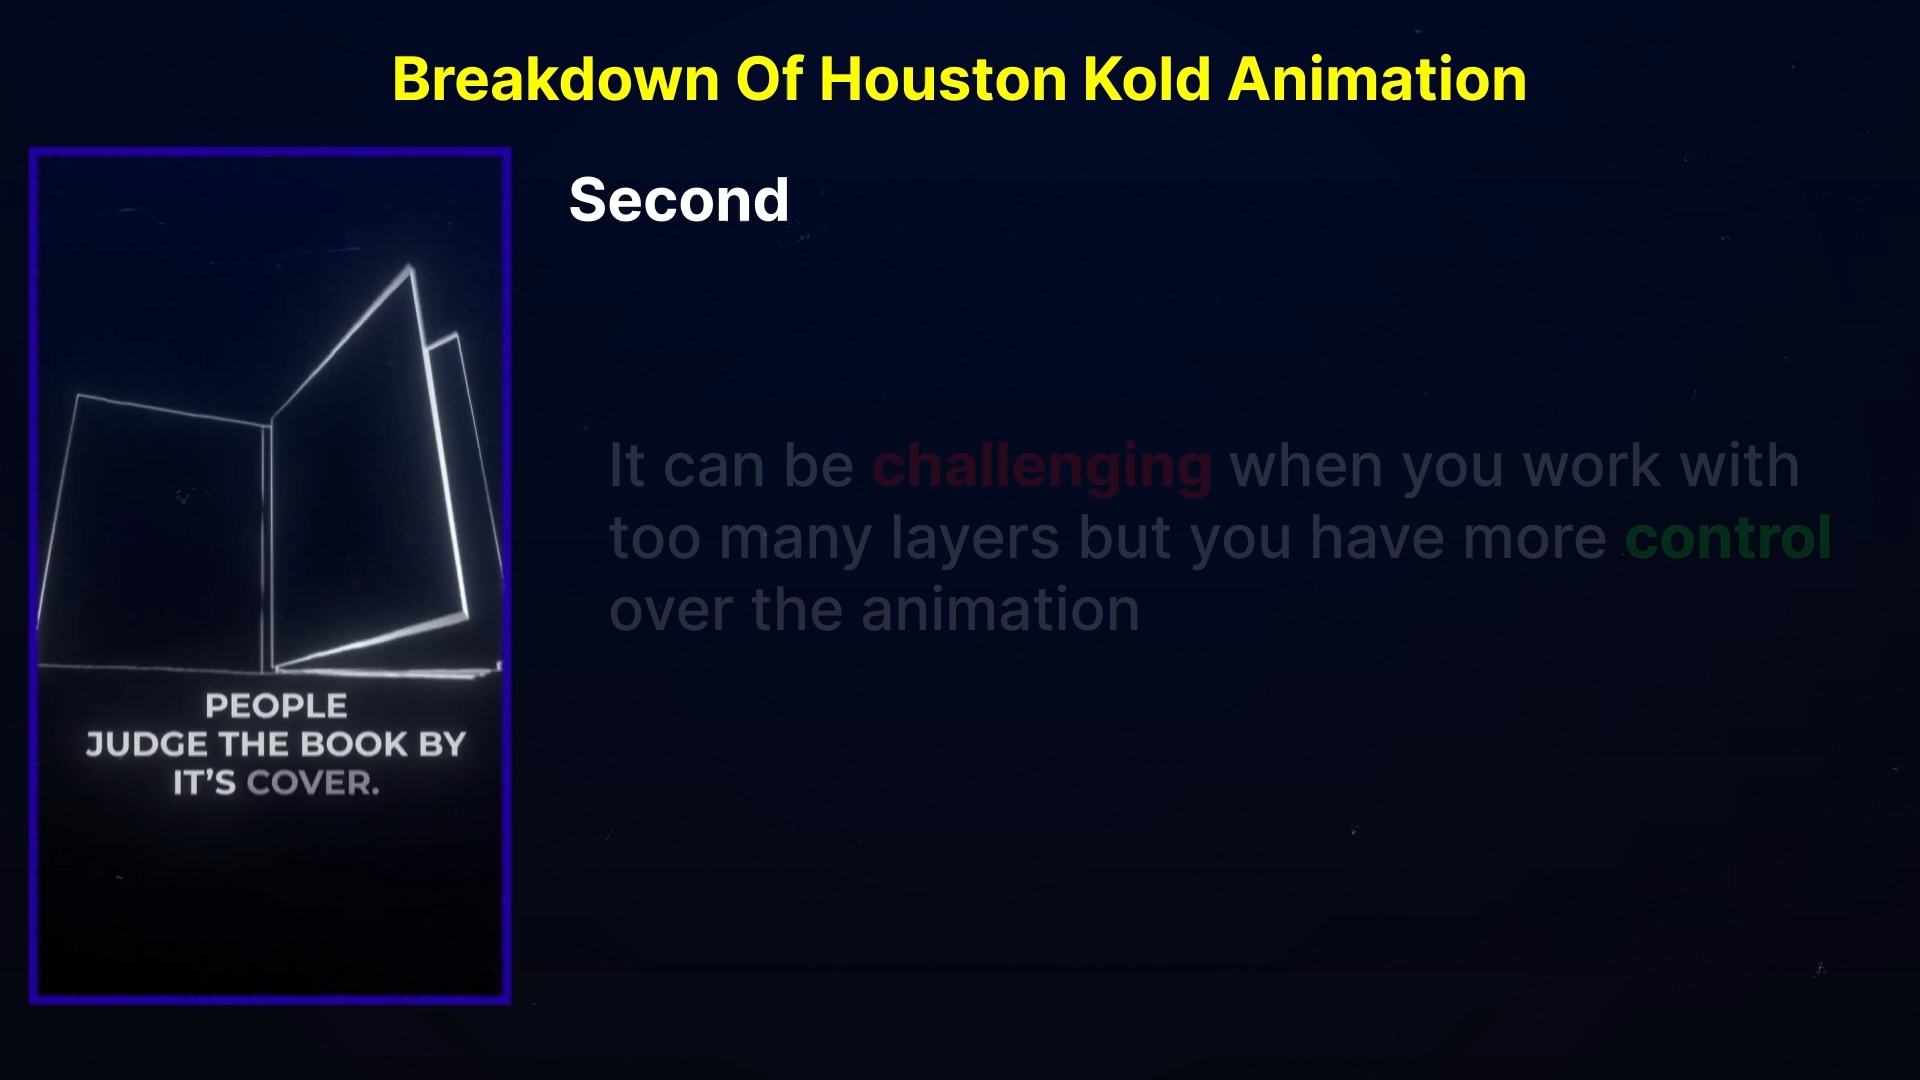 Breakdown Of Houston Kold Animation
Second
It can be challenging when you work with
too many layers but you have more control
over the animation
PEOPLE
JUDGE THE BOOK BY
IT’S COVER.